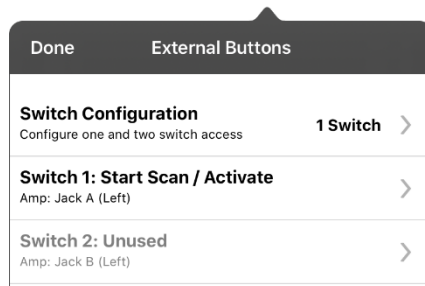 Done External Buttons
Switch Configuration
Configure one and two switch access
1 Switch
Switch 1: Start Scan / Activate
Amp: Jack A (Left)
Switch 2: Unused
Amp: Jack B (Left)